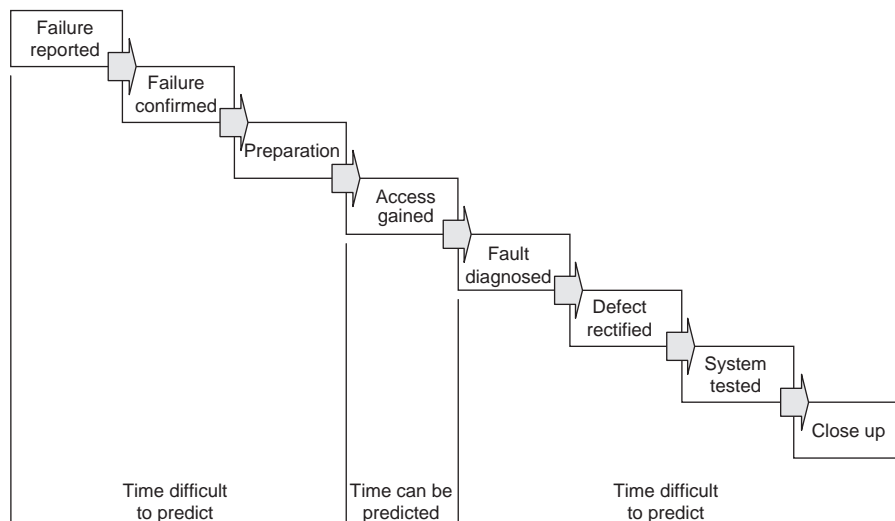 Failure
reported
Failure
confirmed
Preparation
Access
gained
Fault
diagnosed
Defect
rectified
System
tested
Close up
Time difficult
to predict
Time can be
predicted
Time difficult
to predict